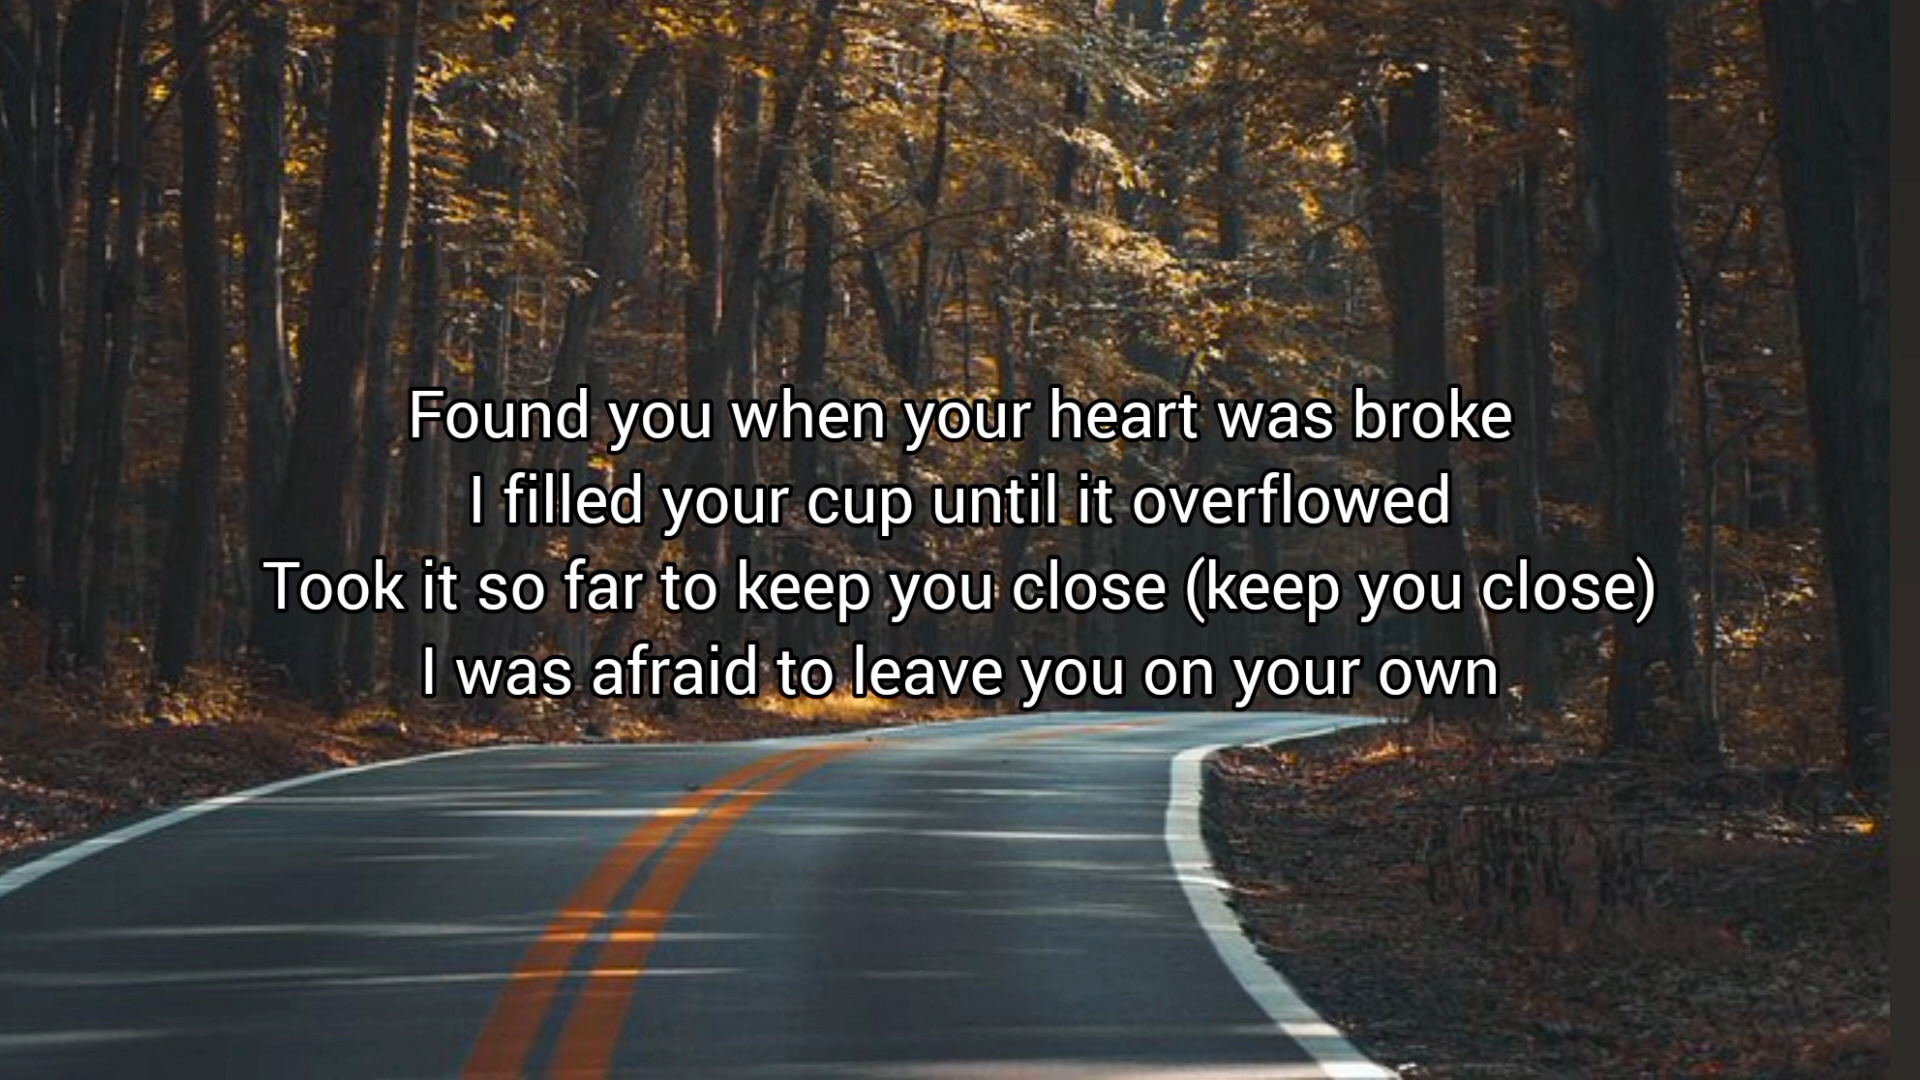 Found you when your heart was broke
I filled your cup until it overflowed
Took it so far to keep you close (keep you close)
I was afraid to leave you on your own